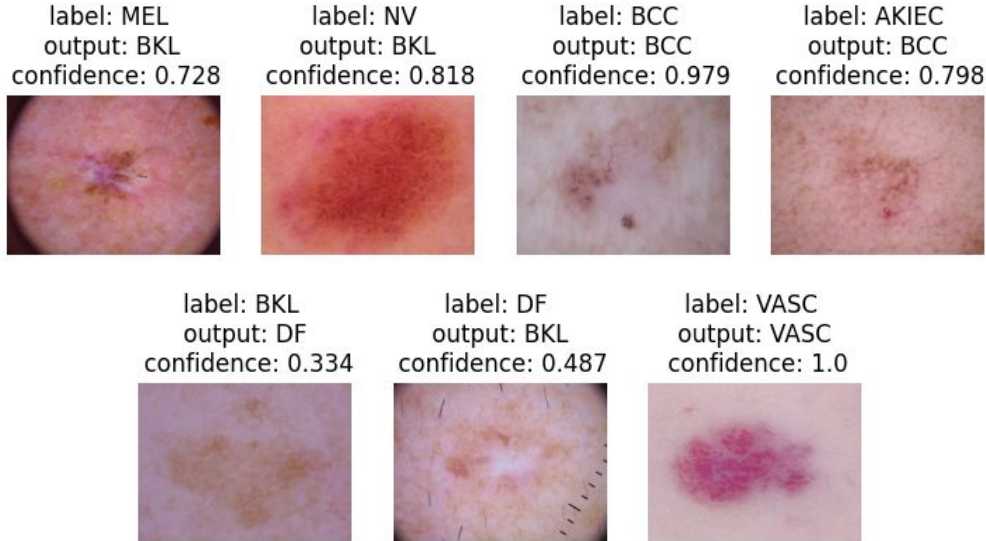 label: MEL
output: BKL
confidence: 0.728
label: NV
output: BKL
confidence: 0.818
label: BCC
output: BCC
confidence: 0.979
label: AKIEC
output: BCC
confidence: 0.798
label: BKL
output: DF
confidence: 0.334
label: DF
output: BKL
confidence: 0.487
label: VASC
output: VASC
confidence: 1.0